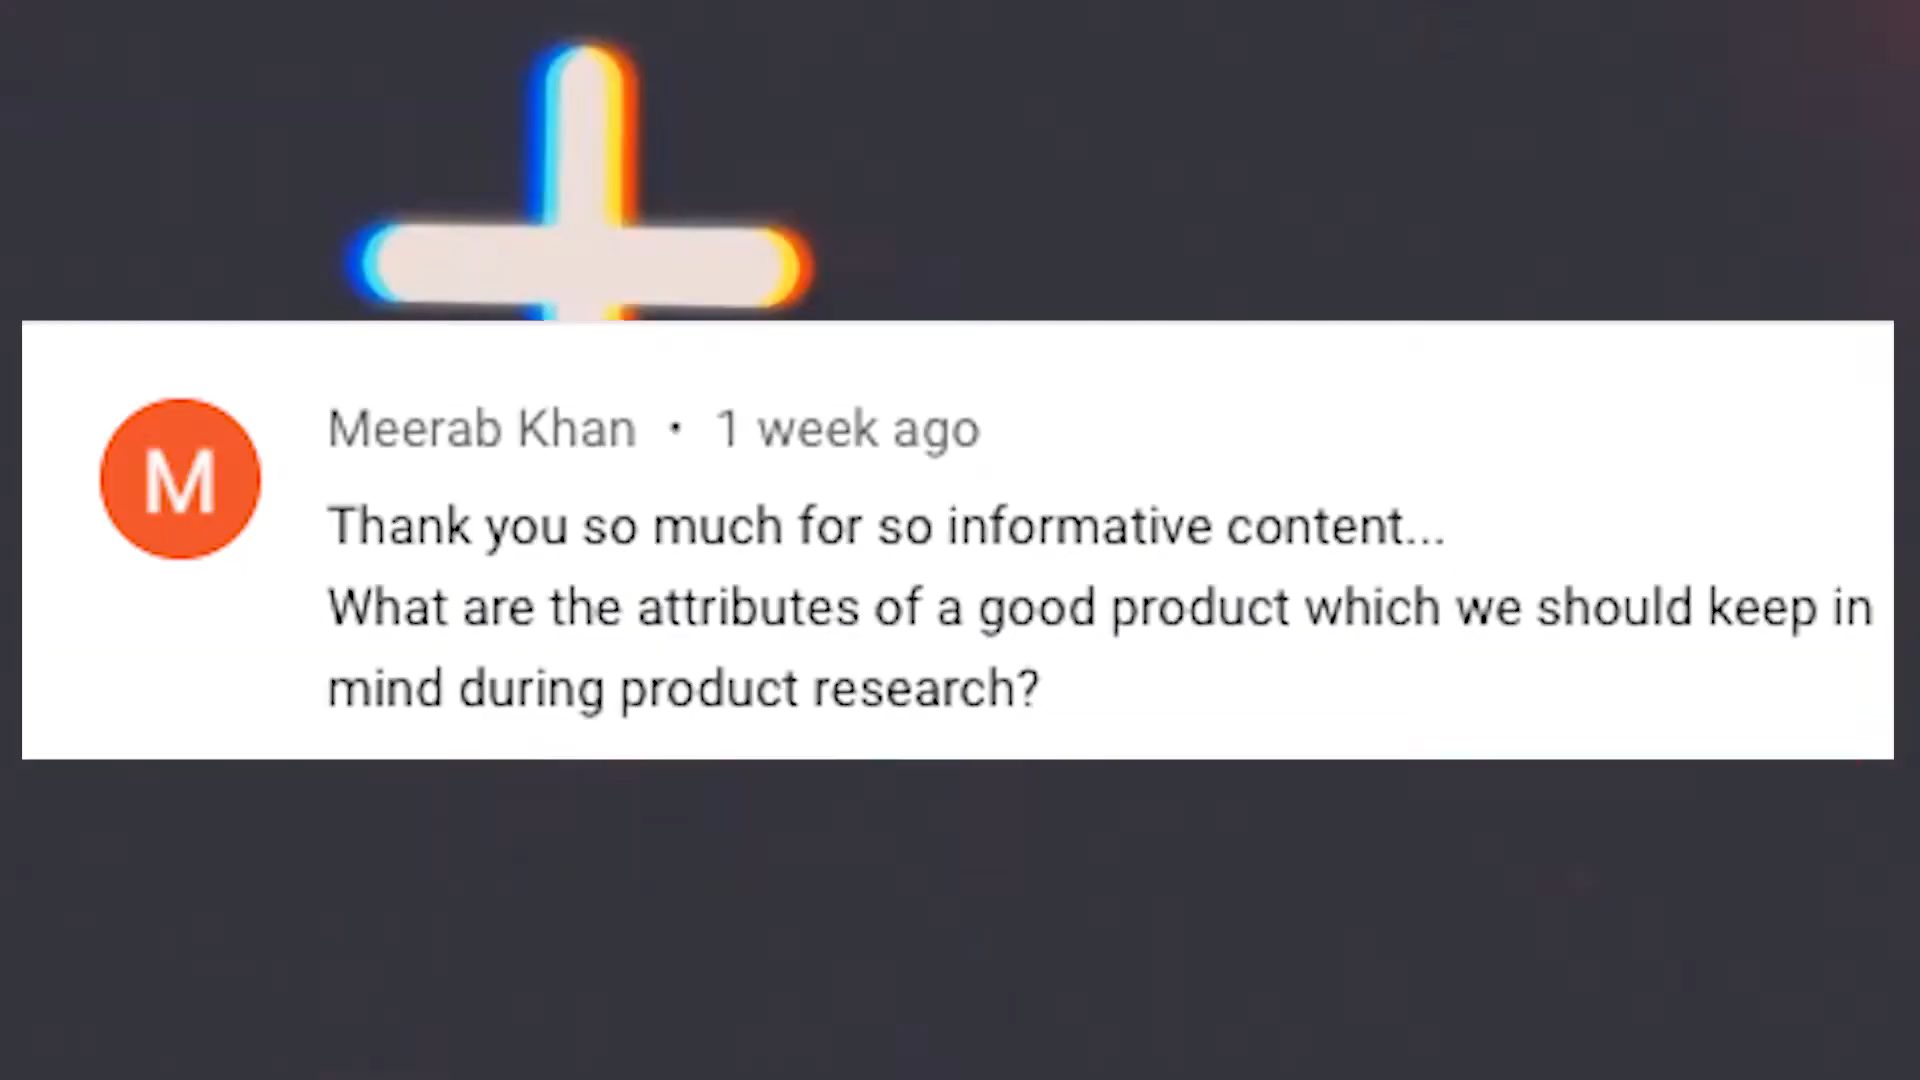 M
Meerab Khan • 1 week ago
Thank you so much for so informative content...
What are the attributes of a good product which we should keep in
mind during product research?